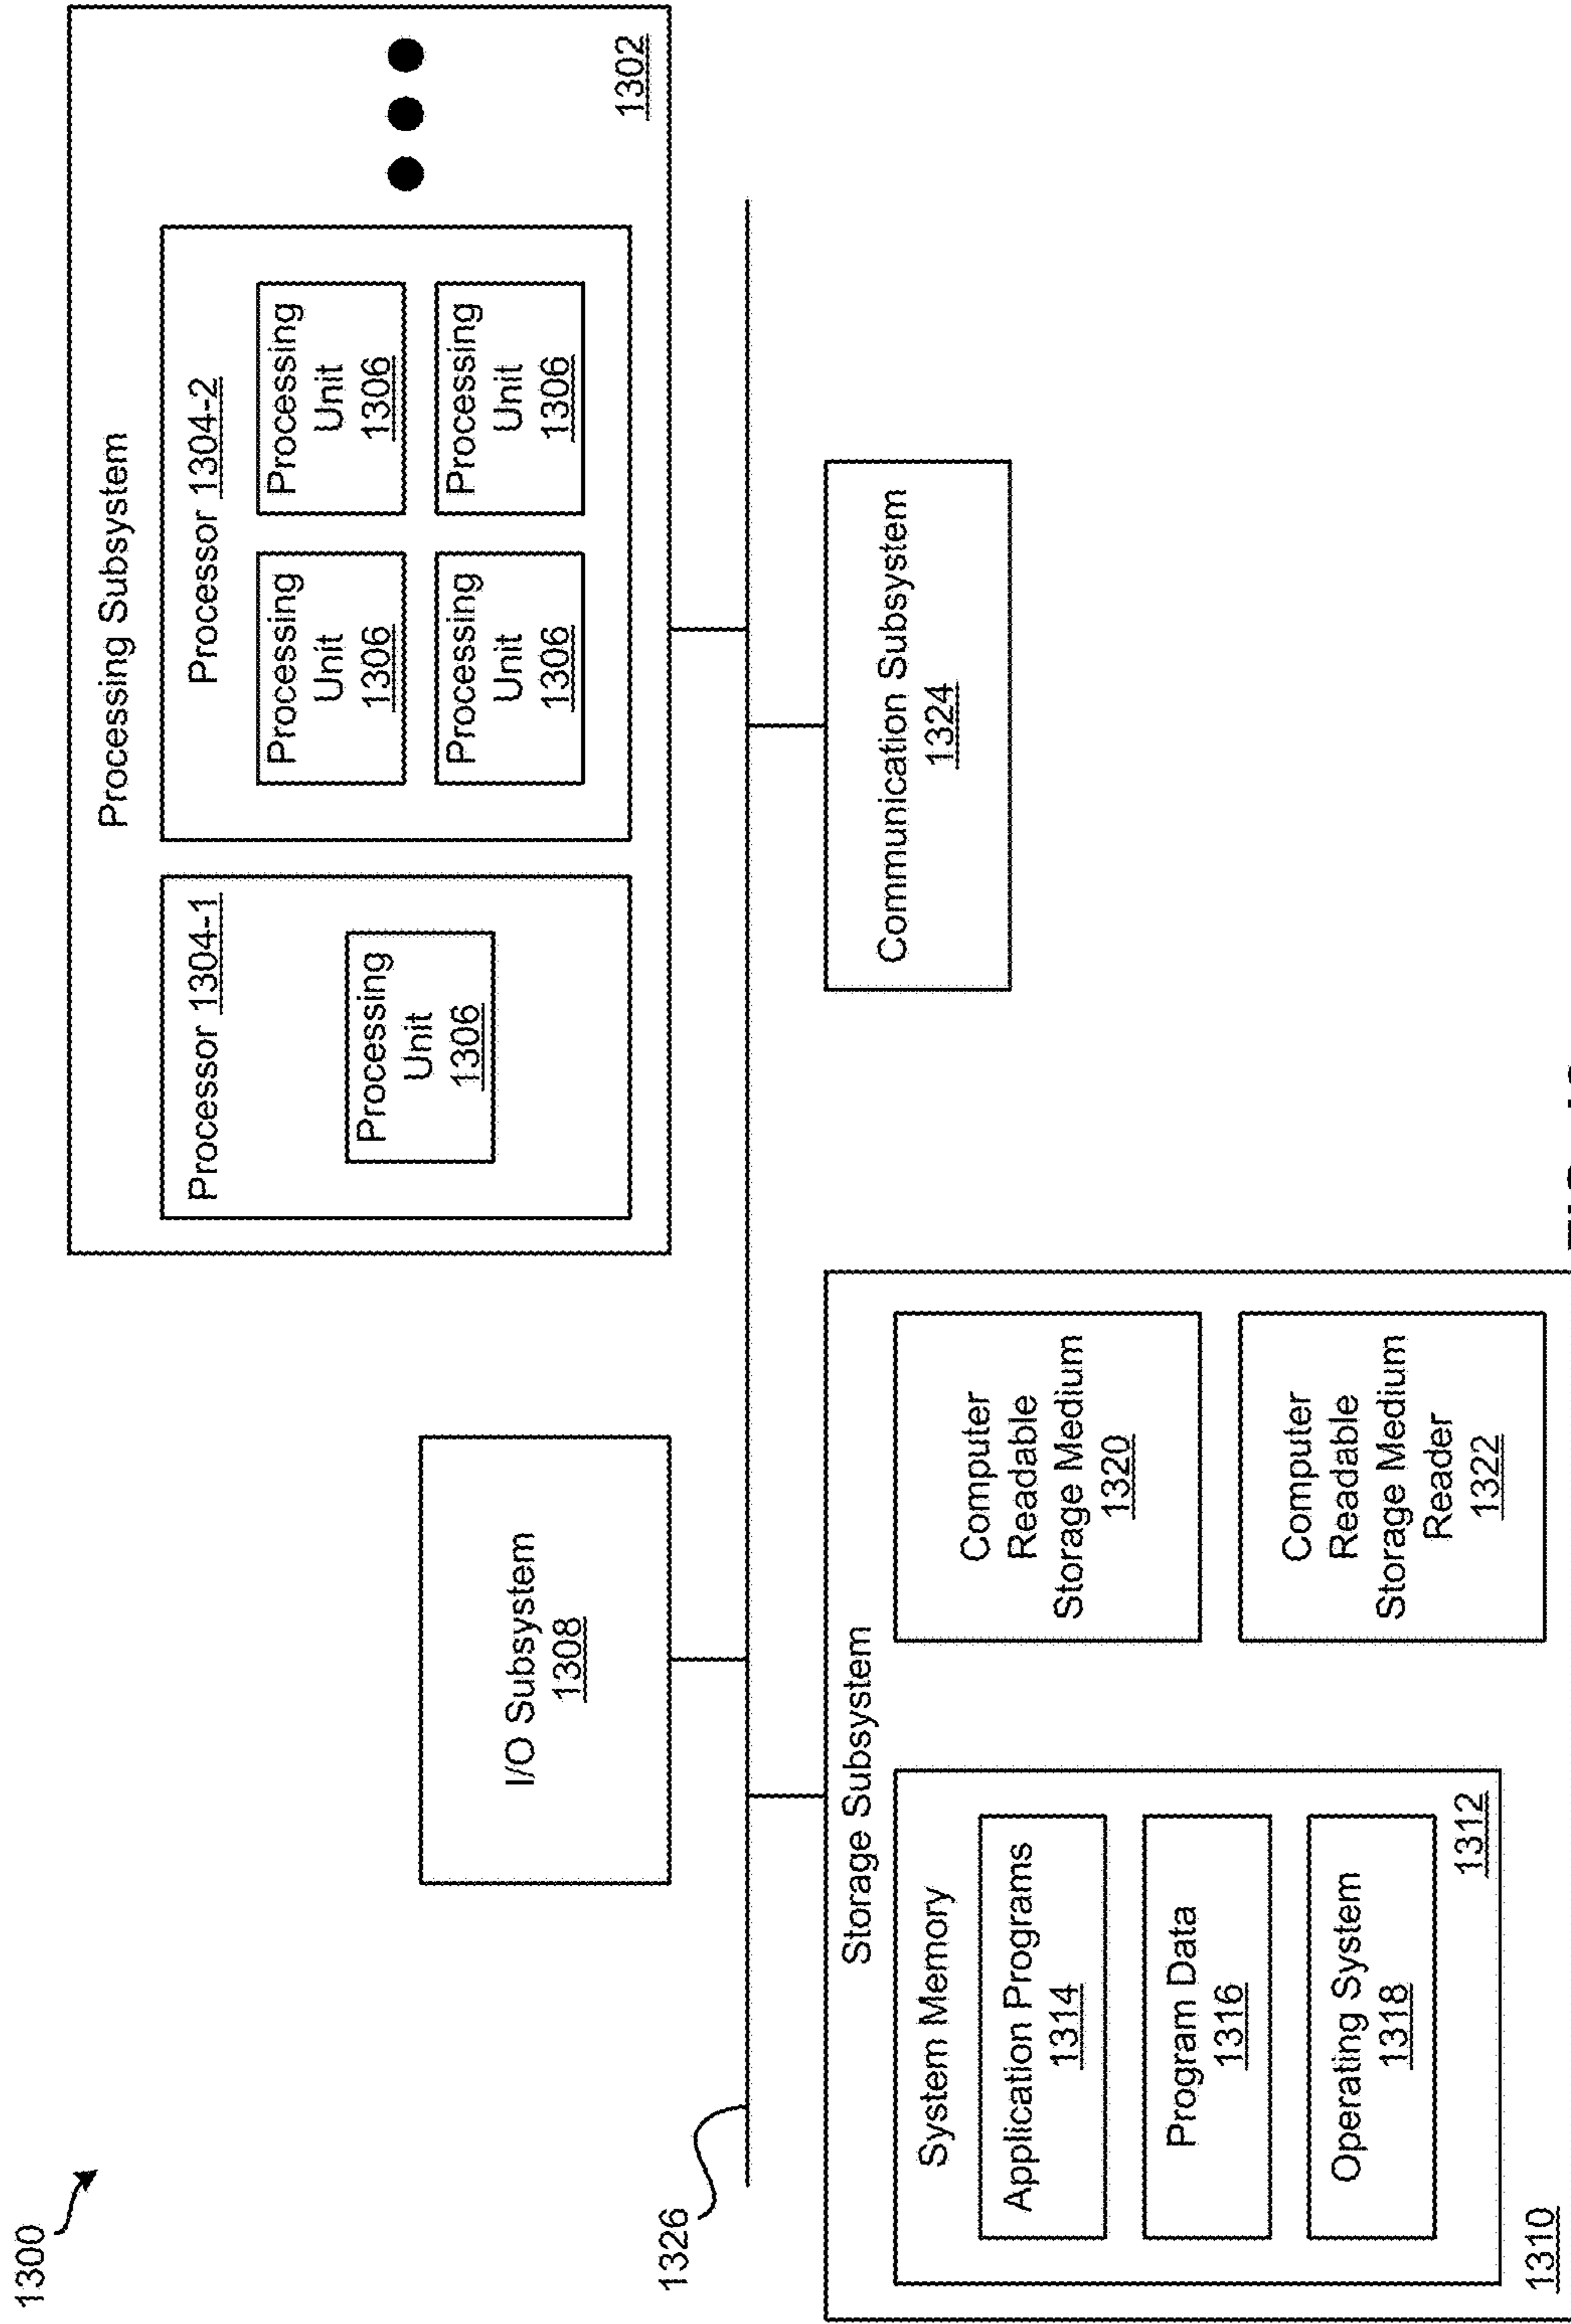 1300
Processing Subsystem
Processor 1304-1
Processing
Unit
1306
Processor 1304-2
Processing
Unit
1306
Processing
Unit
1306
Processing
Unit
1306
Processing
Unit
1306
1302
I/O Subsystem
1308
1326
Storage Subsystem
System Memory
Application Programs
1314
Program Data
1316
Operating System
1318
1312
Computer
Readable
Storage Medium
1320
Computer
Readable
Storage Medium
Reader
1322
1310
Communication Subsystem
1324